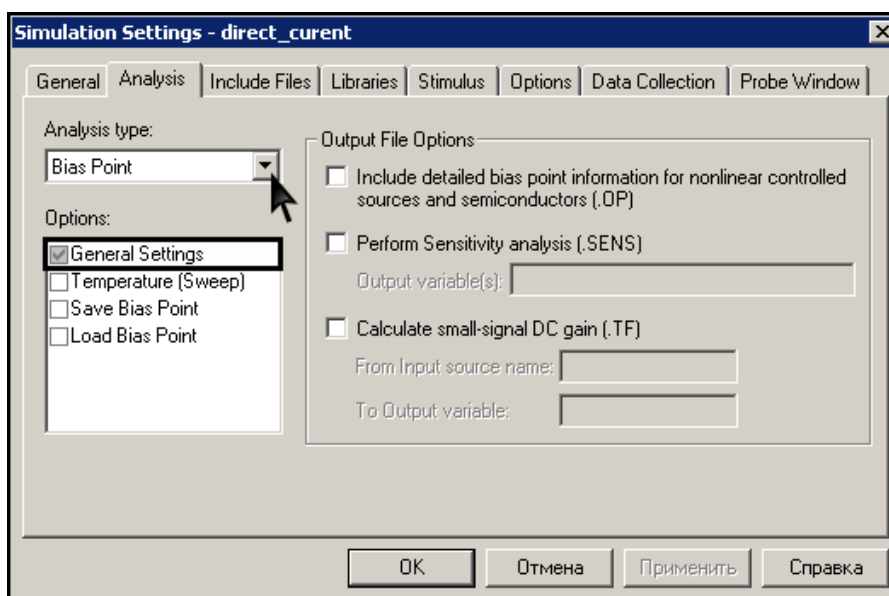 Simulation Settings - direct_curent
General Analysis Include Files Libraries Stimulus Options Data Collection Probe Window
Analysis type:
Bias Point
Options:
General Settings
Temperature (Sweep)
Save Bias Point
Load Bias Point
Output File Options
Include detailed bias point information for nonlinear controlled
sources and semiconductors (.OP)
Perform Sensitivity analysis (.SENS)
Output variable(s):
Calculate small-signal DC gain (.TF)
From Input source name:
To Output variable:
OK Отмена Применить Справка